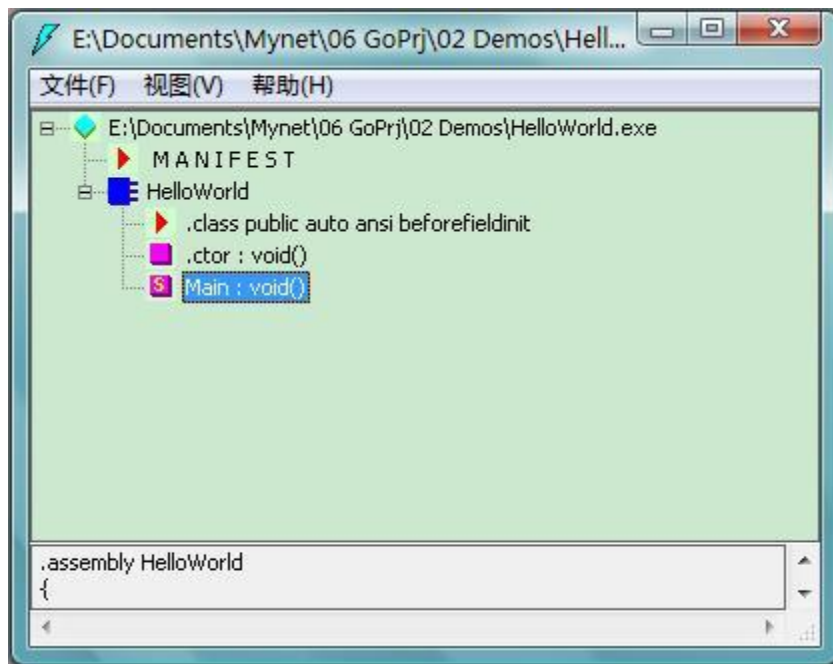 E:\Documents\Mynet\06 GoPrj\02 Demos\Hell...
文件(F) 视图(V) 帮助(H)
E:\Documents\Mynet\06 GoPrj\02 Demos\HelloWorld.exe
M A N I F E S T
HelloWorld
.class public auto ansi beforefieldinit
.ctor : void()
S Main : void()
.assembly HelloWorld
{